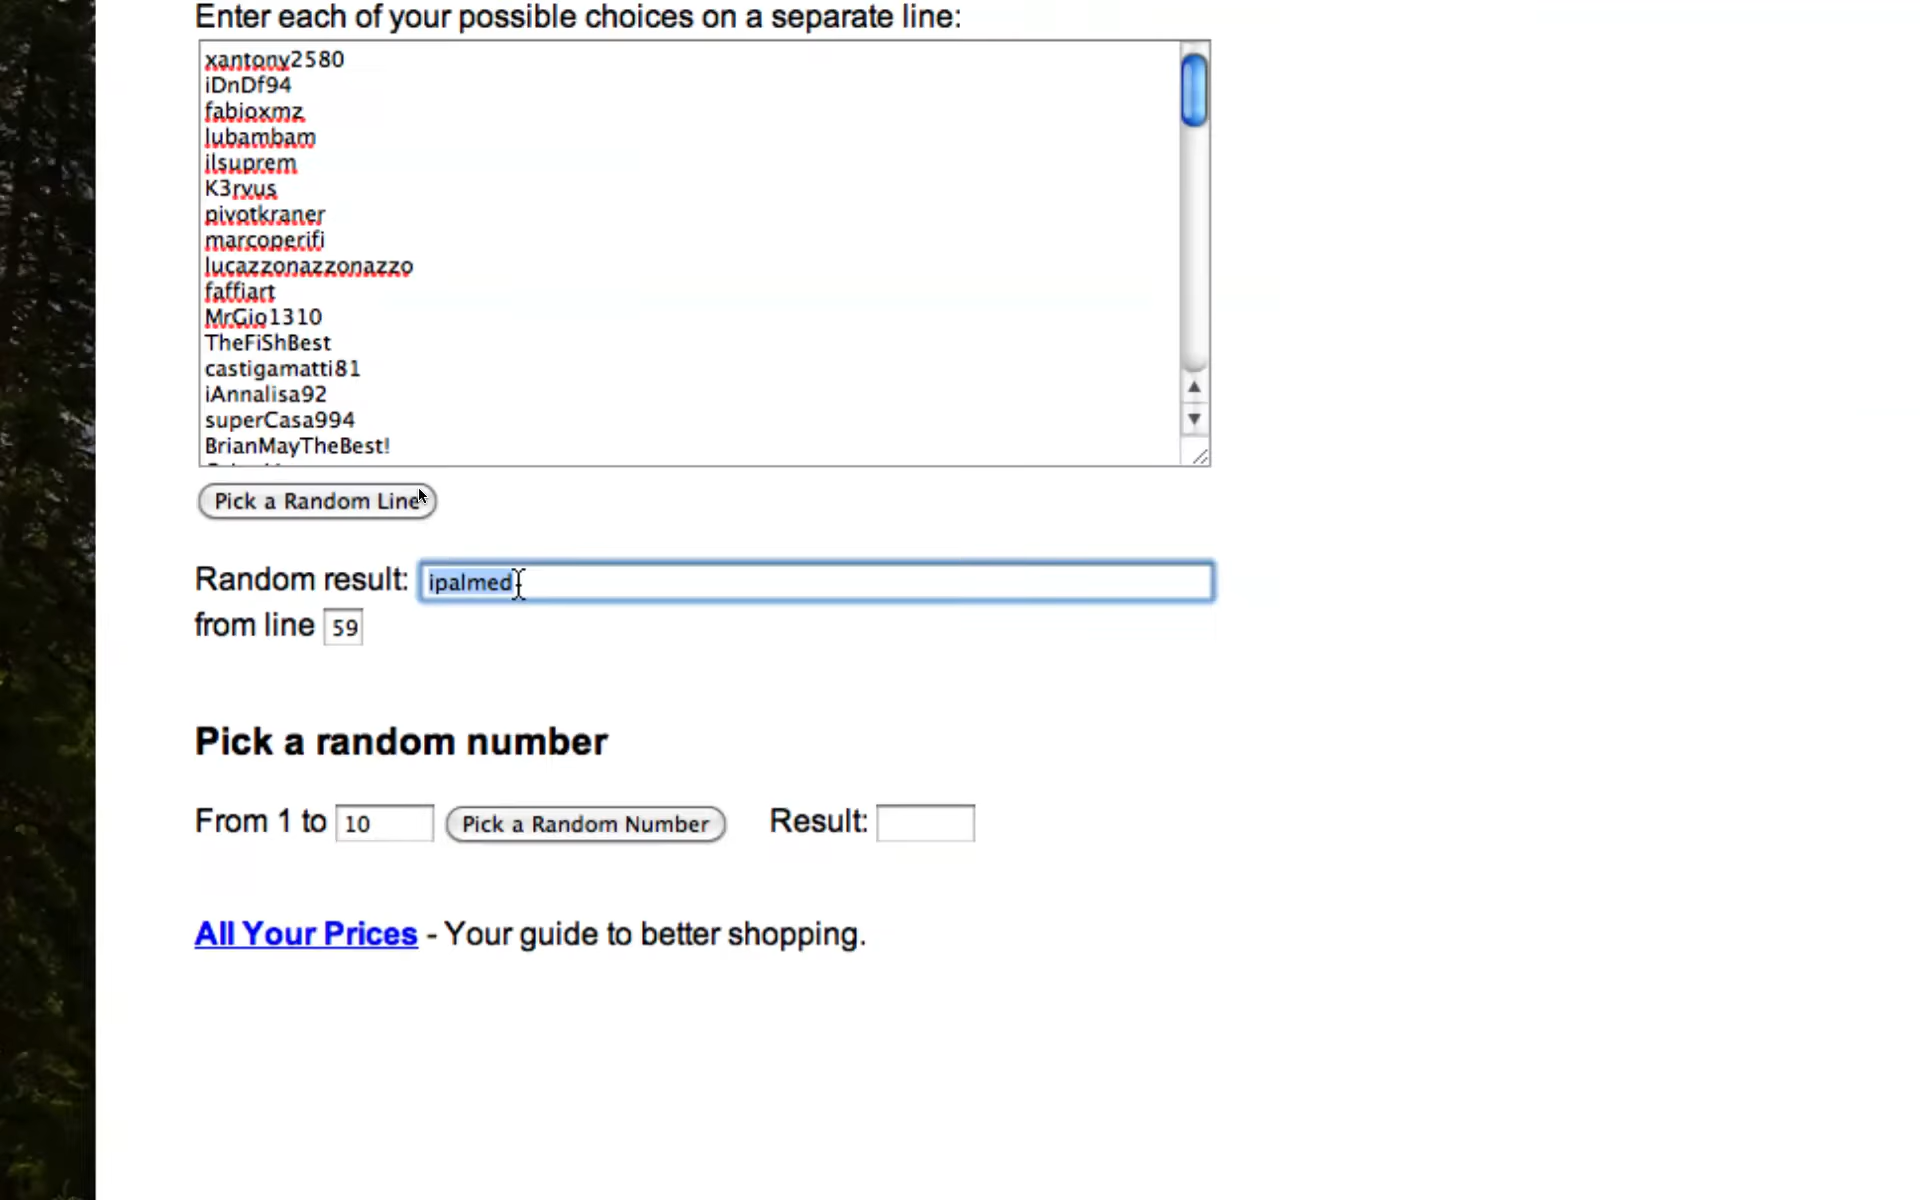 Enter each of your possible choices on a separate line:
xantony2580
iDnDf94
fabioxmz
lubambam
ilsuprem
K3rvus
pivotkraner
marcoperifi
lucazzonazzonazzo
faffiart
MrGio1310
TheFiShBest
castigamatti81
iAnnalisa92
superCasa994
BrianMayTheBest!
Pick a Random Line
Random result: ipalmed
from line 59
Pick a random number
From 1 to 10 Pick a Random Number Result:
All Your Prices - Your guide to better shopping.